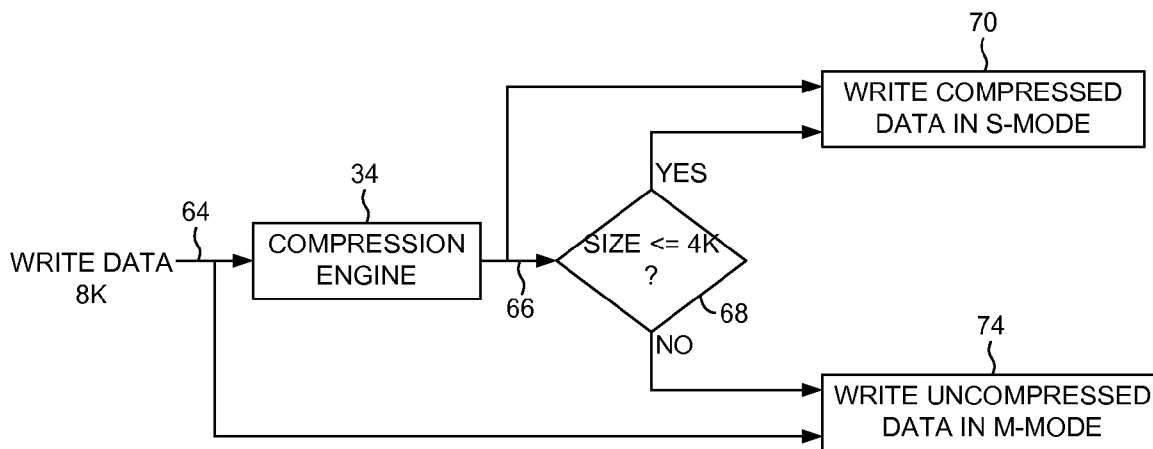 70
WRITE COMPRESSED
DATA IN S-MODE
34
64
YES
COMPRESSION
ENGINE
WRITE DATA
8K
SIZE <= 4K
?
66
68
NO
74
WRITE UNCOMPRESSED
DATA IN M-MODE